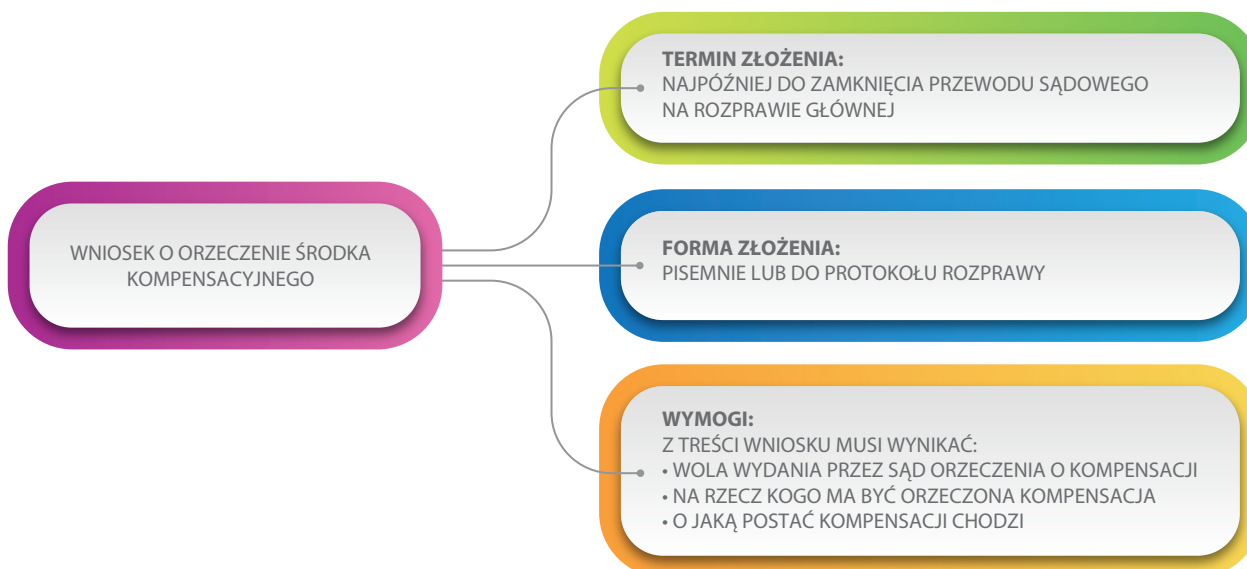 WNIOSEK O ORZECZENIE ŚRODKA
KOMPENSACYJNEGO
TERMIN ZŁOŻENIA:
NAJPÓŹNIEJ DO ZAMKNIĘCIA PRZEWODU SĄDOWEGO
NA ROZPRAWIE GŁÓWNEJ
FORMA ZŁOŻENIA:
PISEMNIE LUB DO PROTOKOŁU ROZPRAWY
WYMOGI:
Z TREŚCI WNIOSKU MUSI WYNIKAĆ:
• WOLA WYDANIA PRZEZ SĄD ORZECZENIA O KOMPENSACJI
• NA RZECZ KOGO MA BYĆ ORZECZONA KOMPENSACJA
• O JAKĄ POSTAĆ KOMPENSACJI CHODZI